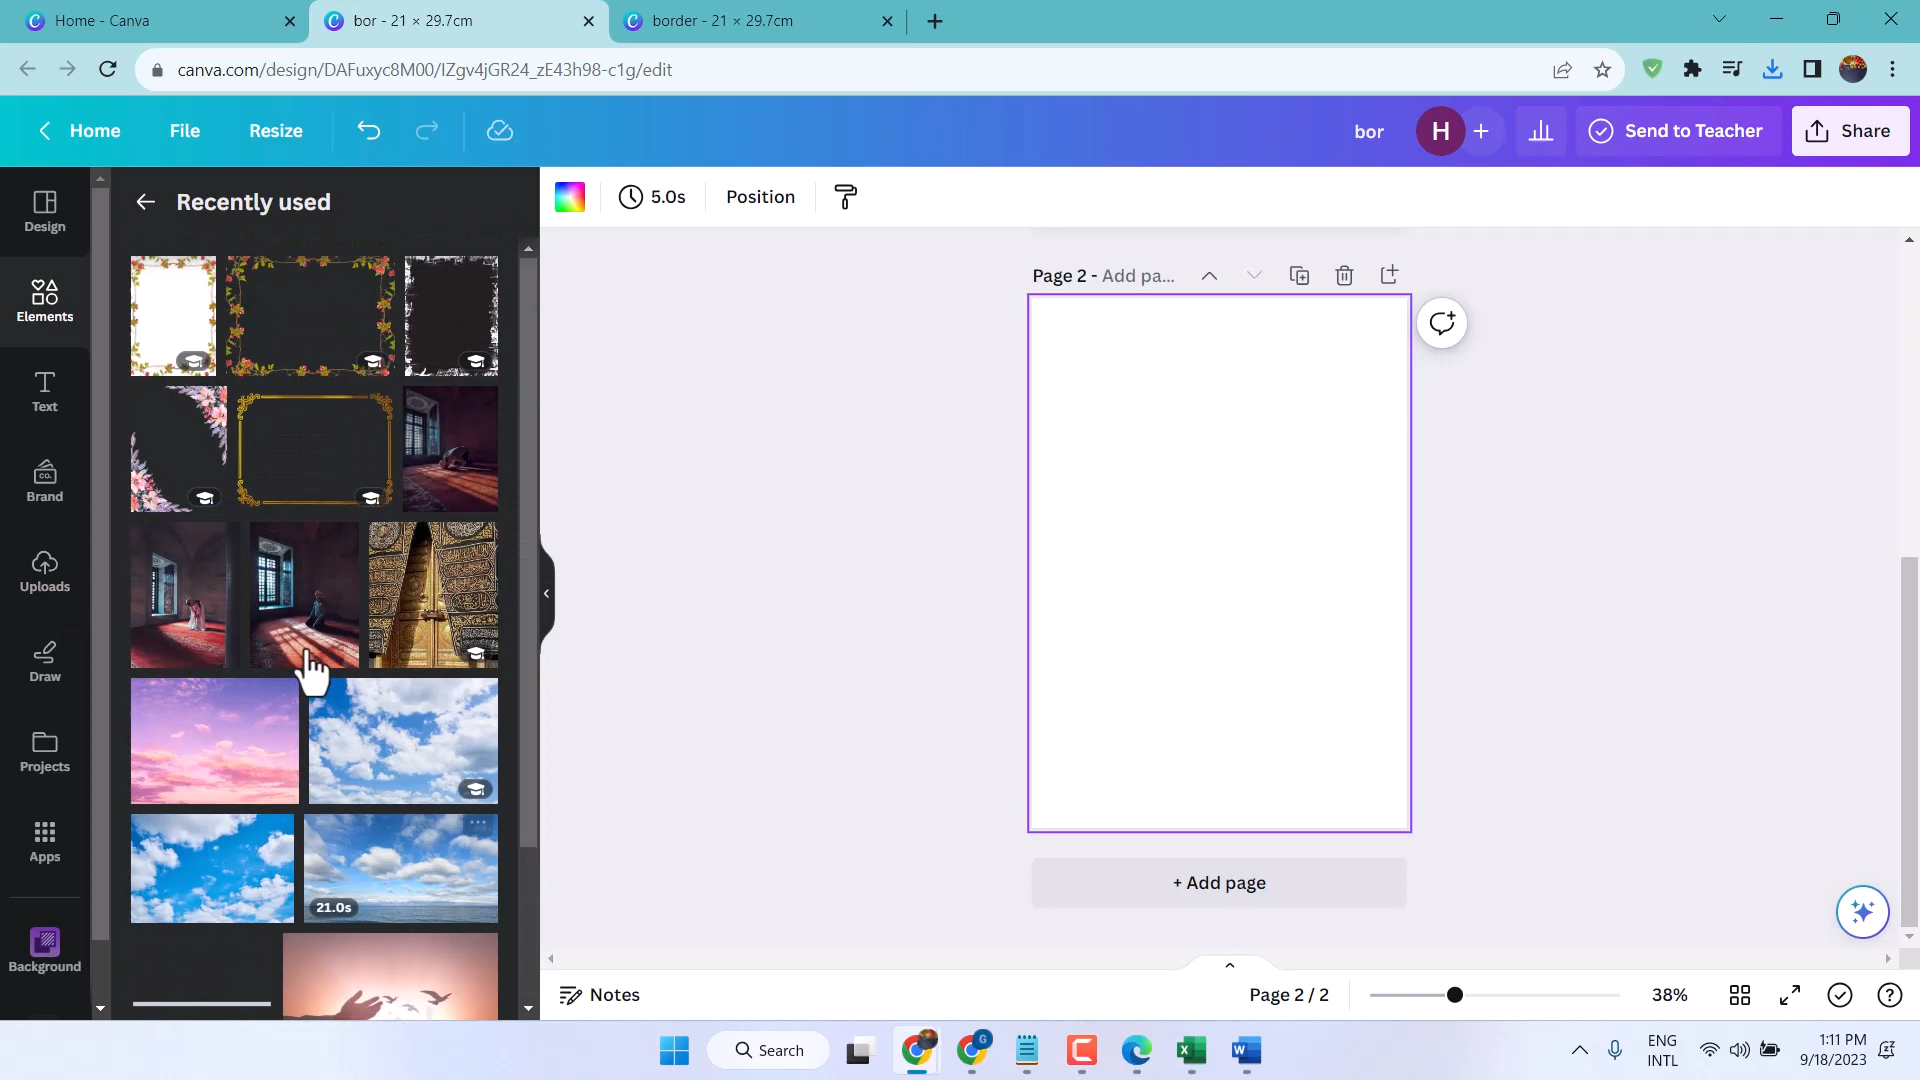 Home - Canva
bor - 21 × 29.7cm
border - 21 × 29.7cm
canva.com/design/DAFuxyc8M00/IZgv4jGR24_zE43h98-c1g/edit
Home
File
Resize
bor
H
Send to Teacher
Share
Design
Elements
Text
Brand
Uploads
Draw
Projects
Apps
Background
Recently used
21.0s
5.0s
Position
Page 2 - Add pa...
+ Add page
Notes
Page 2 / 2
38%
Search
ENG
INTL
1:11 PM
9/18/2023